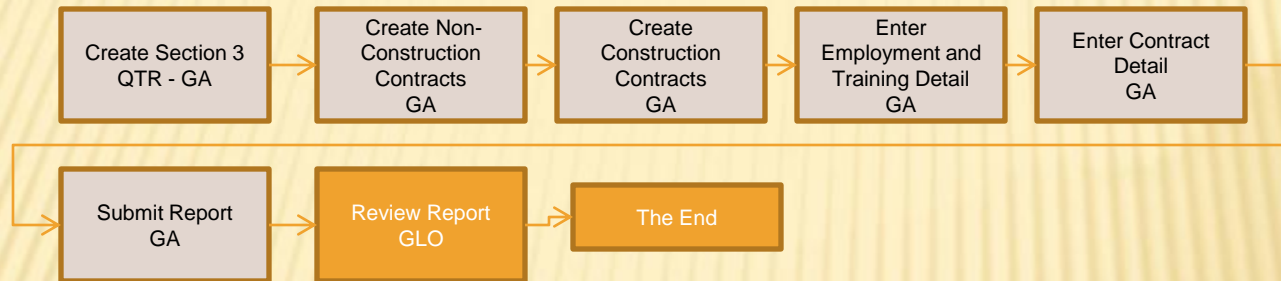 Create Section 3
QTR - GA
Create Non-
Construction
Contracts
GA
Create
Construction
Contracts
GA
Enter
Employment and
Training Detail
GA
Enter Contract
Detail
GA
Submit Report
GA
Review Report
GLO
The End